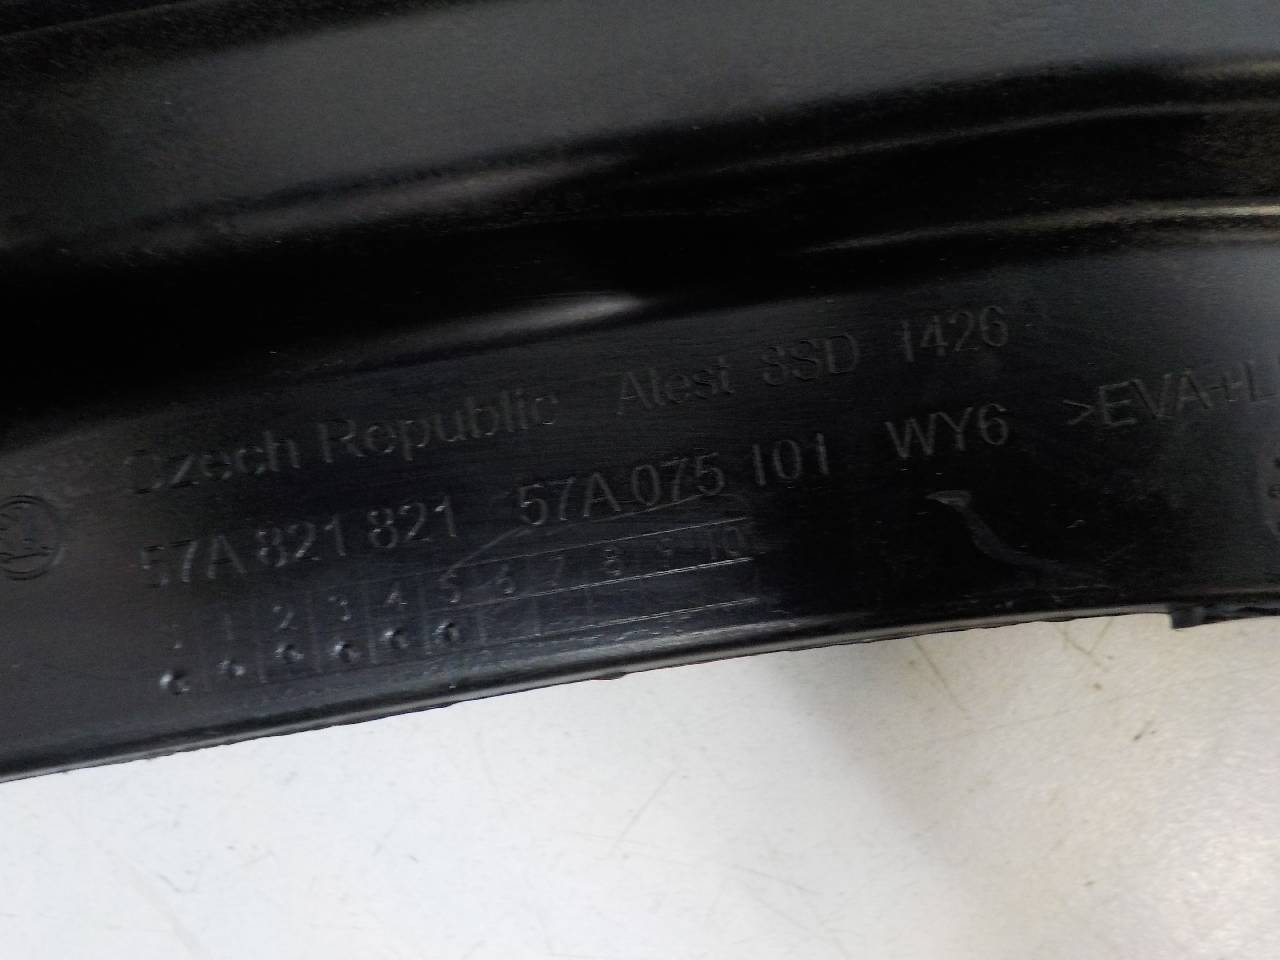 Czech Republic Atest 8SD 1426
57A 821 821 57A 075 101 WY6 >EVA+L
1 2 3 4 5 6 7 8 9 10